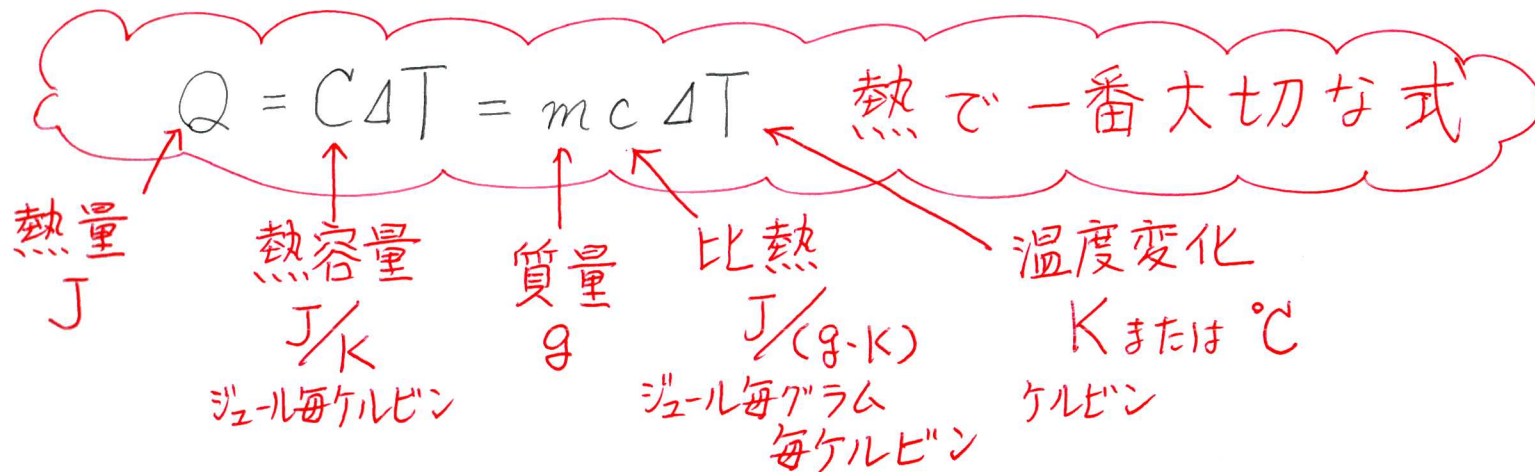 Q = CΔT = mcΔT 熱で一番大切な式
熱量
J
熱容量
J/K
ジュール毎ケルビン
質量
g
比熱
J/(g・K)
ジュール毎グラム
毎ケルビン
温度変化
Kまたは℃
ケルビン